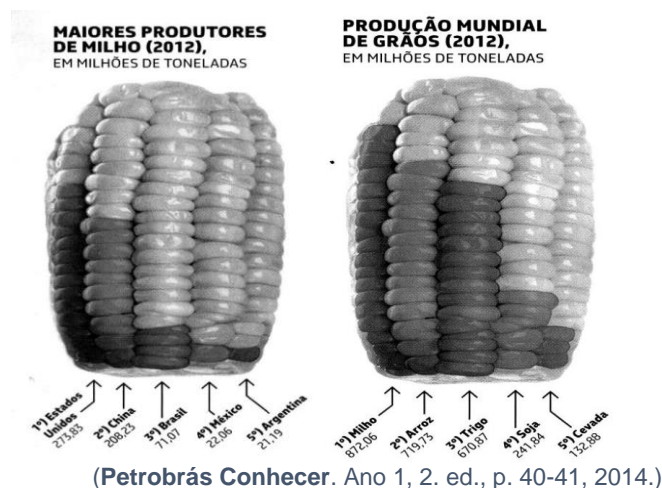 MAIORES PRODUTORES
DE MILHO (2012),
EM MILHÕES DE TONELADAS
1º) Estados
Unidos
273,83
2º) China
208,23
3º) Brasil
71,07
4º) México
22,06
5º) Argentina
21,19
PRODUÇÃO MUNDIAL
DE GRÃOS (2012),
EM MILHÕES DE TONELADAS
1º) Milho
872,06
2º) Arroz
719,73
3º) Trigo
670,87
4º) Soja
241,84
5º) Cevada
132,88
(Petrobrás Conhecer. Ano 1, 2. ed., p. 40-41, 2014.)